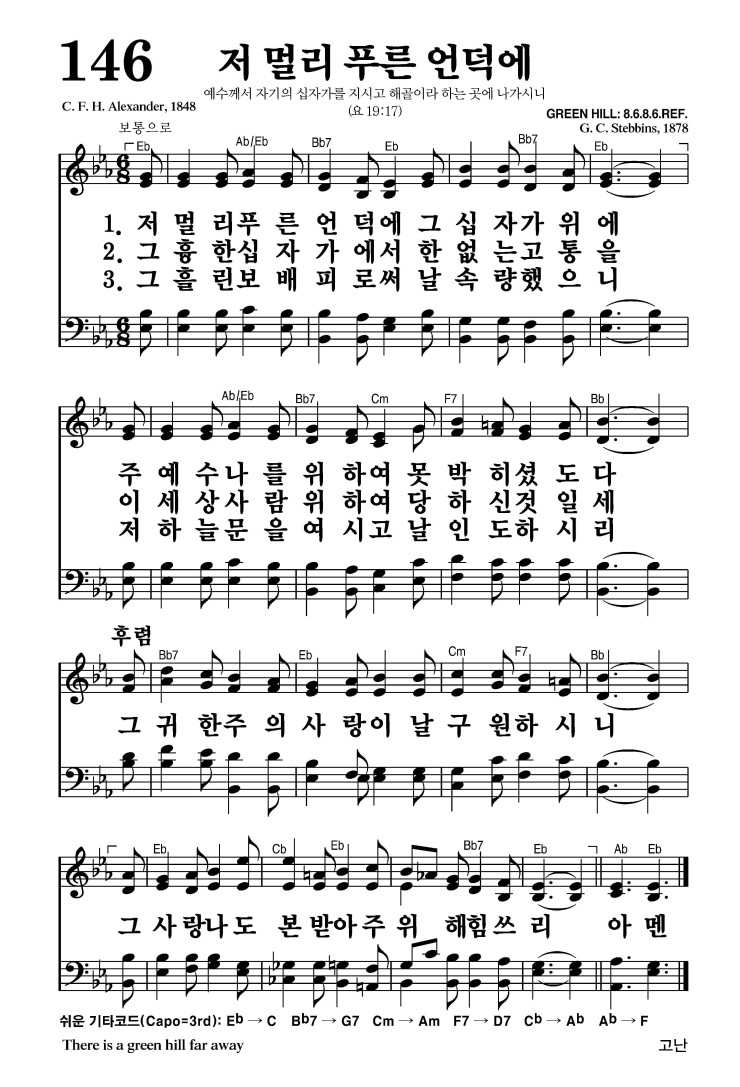 146 저 멀리 푸른 언덕에
예수께서 자기의 십자가를 지시고 해골이라 하는 곳에 나가시니
(요 19:17)
C. F. H. Alexander, 1848
GREEN HILL: 8.6.8.6.REF.
G. C. Stebbins, 1878
보통으로
Eb Ab/Eb Bb7 Eb Bb7 Eb
6 8
1. 저 멀 리푸 른 언 덕에 그 십 자가 위 에
2. 그 흉 한십 자 가 에서 한 없 는고 통 을
3. 그 흘 린보 배 피 로써 날 속 량했 으 니
6 8
Ab/Eb Bb7 Cm F7 Bb
주 예 수나 를 위 하여 못 박 히셨 도 다
이 세 상사 람 위 하여 당 하 신것 일 세
저 하 늘문 을 여 시고 날 인 도하 시 리
후렴
Bb7 Eb Cm F7 Bb
그 귀 한주 의 사 랑이 날 구 원하 시 니
Eb Cb Eb Bb7 Eb Ab Eb
그 사 랑나 도 본 받아 주 위 해힘 쓰 리 아 멘
쉬운 기타코드(Capo=3rd): Eb → C Bb7 → G7 Cm → Am F7 → D7 Cb → Ab Ab → F
There is a green hill far away
고난